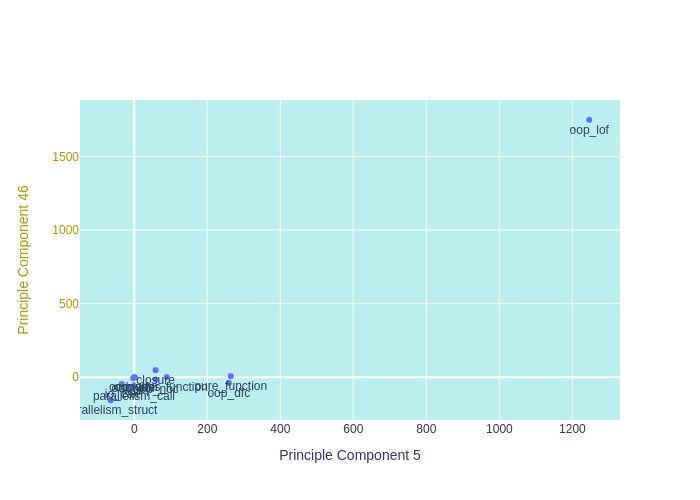 oop_lof
1500
1000
500
0
closure
pure_function
oop_drc
parallelism_call
rallelism_struct
0
200
400
600
800
1000
1200
Principle Component 5
Principle Component 46